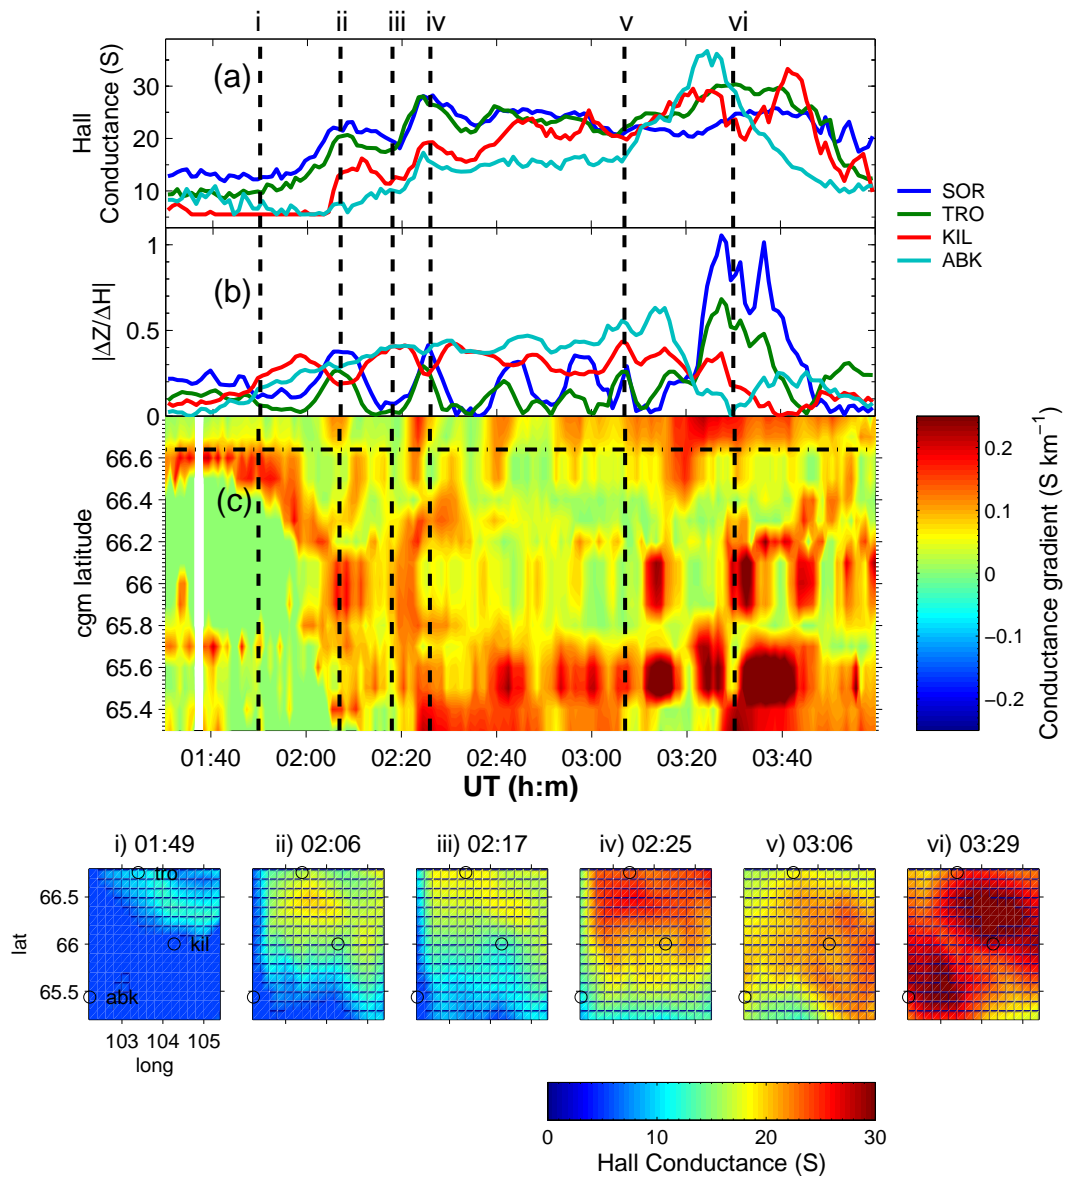 i ii iii iv v vi
(a)
Hall
Conductance (S)
30
20
10
SOR
TRO
KIL
ABK
(b)
|ΔZ/ΔH|
1
0.5
0
(c)
cgm latitude
66.6
66.4
66.2
66
65.8
65.6
65.4
01:40 02:00 02:20 02:40 03:00 03:20 03:40
UT (h:m)
0.2
0.1
0
−0.1
−0.2
Conductance gradient (S km⁻¹)
i) 01:49 ii) 02:06 iii) 02:17 iv) 02:25 v) 03:06 vi) 03:29
tro
kil
abk
lat
66.5
66
65.5
103 104 105
long
0 10 20 30
Hall Conductance (S)